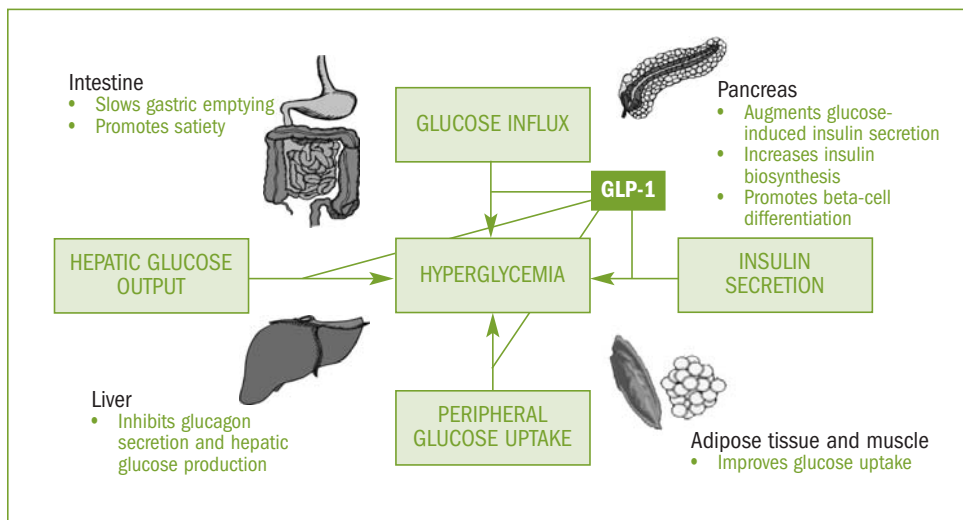 Intestine
• Slows gastric emptying
• Promotes satiety
GLUCOSE INFLUX
Pancreas
• Augments glucose-
induced insulin secretion
• Increases insulin
biosynthesis
• Promotes beta-cell
differentiation
GLP-1
HEPATIC GLUCOSE
OUTPUT
HYPERGLYCEMIA
INSULIN
SECRETION
Liver
• Inhibits glucagon
secretion and hepatic
glucose production
PERIPHERAL
GLUCOSE UPTAKE
Adipose tissue and muscle
• Improves glucose uptake